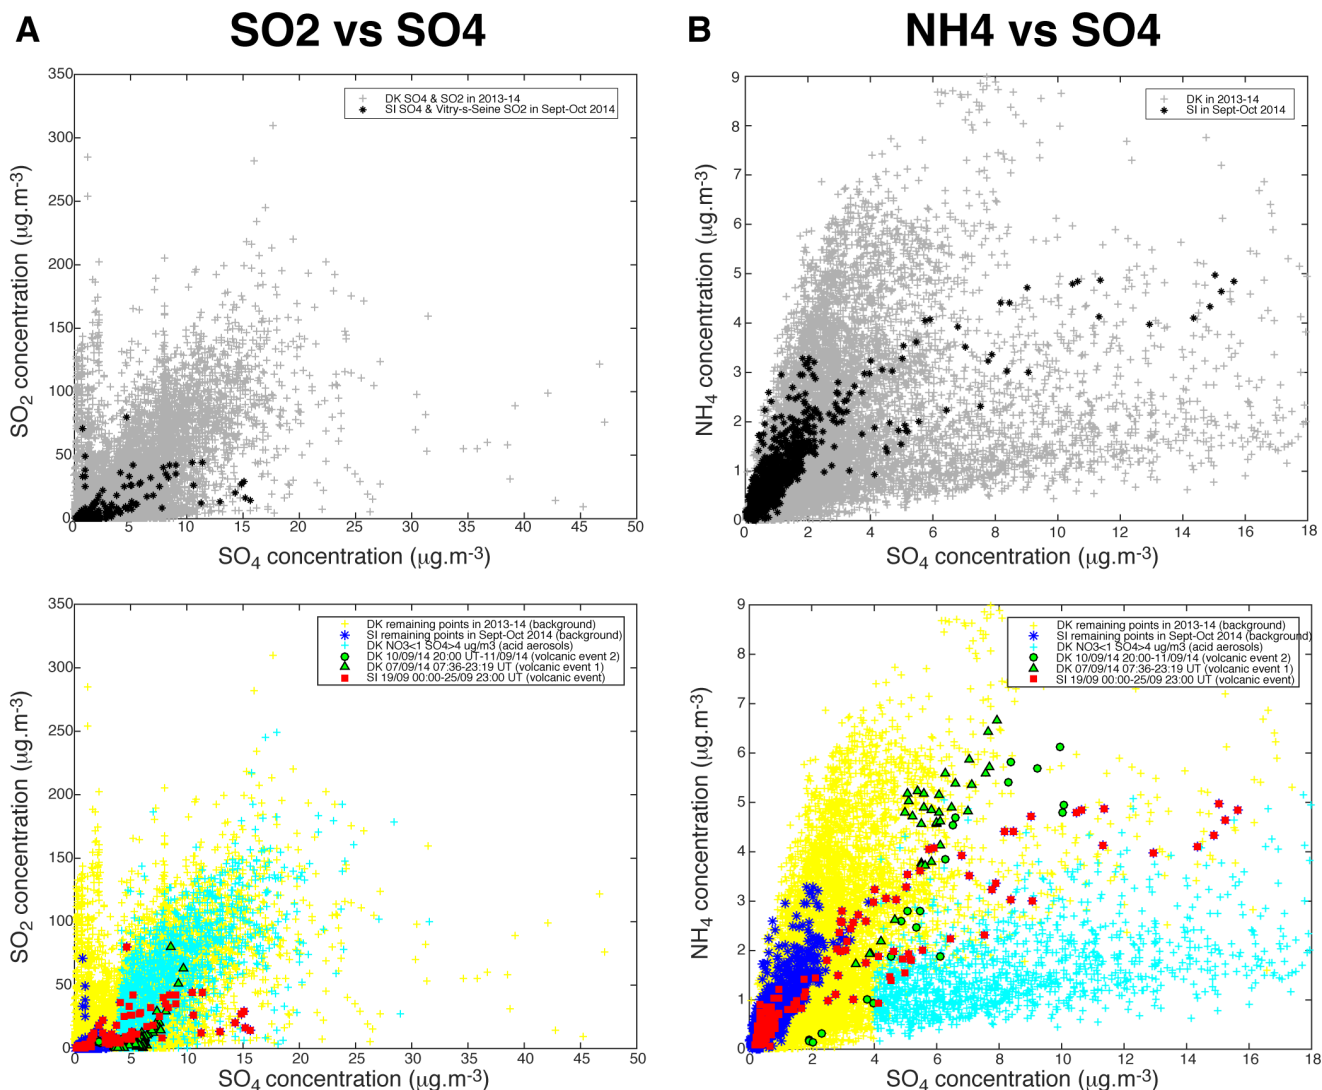 A
SO2 vs SO4
B
NH4 vs SO4
350
300
250
200
150
100
50
0
SO2 concentration (μg.m-3)
DK SO4 & SO2 in 2013-14
SI SO4 & Vitry-s-Seine SO2 in Sept-Oct 2014
0 5 10 15 20 25 30 35 40 45 50
SO4 concentration (μg.m-3)
9
8
7
6
5
4
3
2
1
0
NH4 concentration (μg.m-3)
DK in 2013-14
SI in Sept-Oct 2014
0 2 4 6 8 10 12 14 16 18
SO4 concentration (μg.m-3)
350
300
250
200
150
100
50
0
SO2 concentration (μg.m-3)
DK remaining points in 2013-14 (background)
SI remaining points in Sept-Oct 2014 (background)
DK NO3<1 SO4>4 ug/m3 (acid aerosols)
DK 10/09/14 20:00 UT-11/09/14 (volcanic event 2)
DK 07/09/14 07:36-23:19 UT (volcanic event 1)
SI 19/09 00:00-25/09 23:00 UT (volcanic event)
0 5 10 15 20 25 30 35 40 45 50
SO4 concentration (μg.m-3)
9
8
7
6
5
4
3
2
1
0
NH4 concentration (μg.m-3)
DK remaining points in 2013-14 (background)
SI remaining points in Sept-Oct 2014 (background)
DK NO3<1 SO4>4 ug/m3 (acid aerosols)
DK 10/09/14 20:00-11/09/14 (volcanic event 2)
DK 07/09/14 07:36-23:19 UT (volcanic event 1)
SI 19/09 00:00-25/09 23:00 UT (volcanic event)
0 2 4 6 8 10 12 14 16 18
SO4 concentration (μg.m-3)